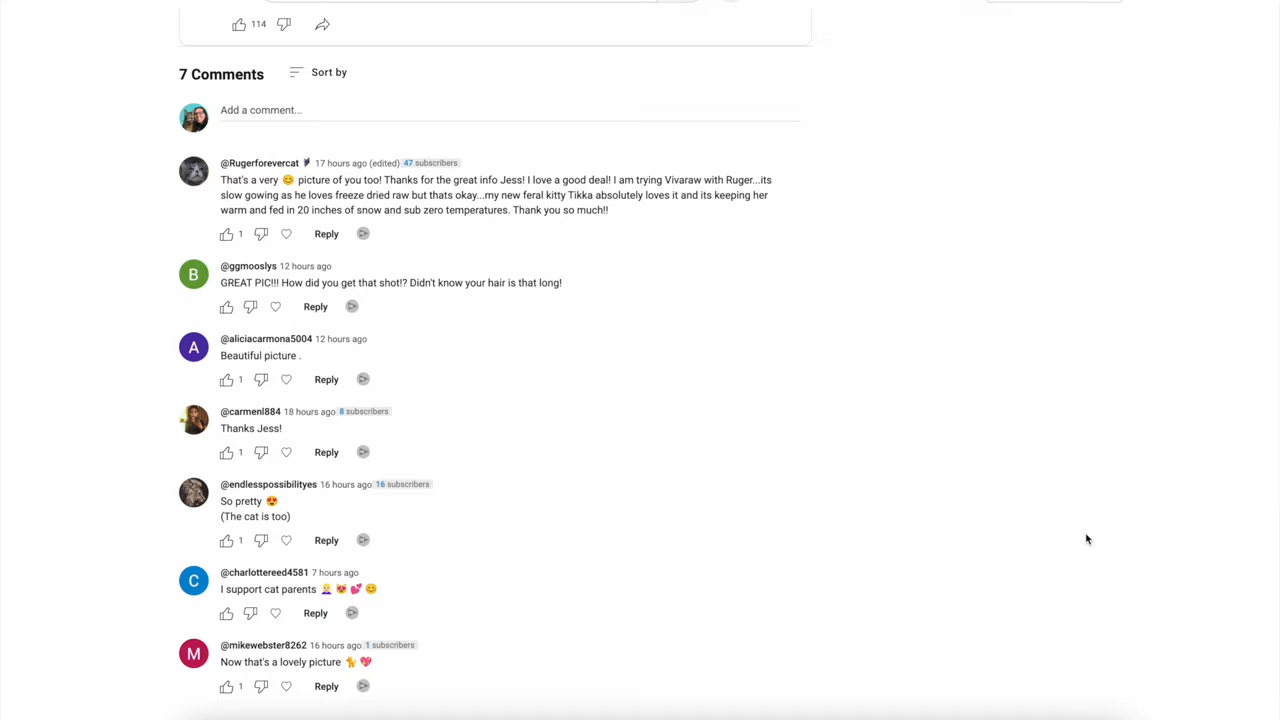 114
7 Comments
Sort by
Add a comment...
@Rugerforevercat 17 hours ago (edited) 47 subscribers
That's a very 😊 picture of you too! Thanks for the great info Jess! I love a good deal! I am trying Vivaraw with Ruger...its
slow gowing as he loves freeze dried raw but thats okay...my new feral kitty Tikka absolutely loves it and its keeping her
warm and fed in 20 inches of snow and sub zero temperatures. Thank you so much!!
1 Reply
B
@ggmooslys 12 hours ago
GREAT PIC!!! How did you get that shot!? Didn't know your hair is that long!
Reply
A
@aliciacarmona5004 12 hours ago
Beautiful picture .
1 Reply
@carmenl884 18 hours ago 8 subscribers
Thanks Jess!
1 Reply
@endlesspossibilityes 16 hours ago 16 subscribers
So pretty 😍
(The cat is too)
1 Reply
C
@charlottereed4581 7 hours ago
I support cat parents 🙎🏼‍♀️ 😻 💕 😊
Reply
M
@mikewebster8262 16 hours ago 1 subscribers
Now that's a lovely picture 🐈 💖
1 Reply